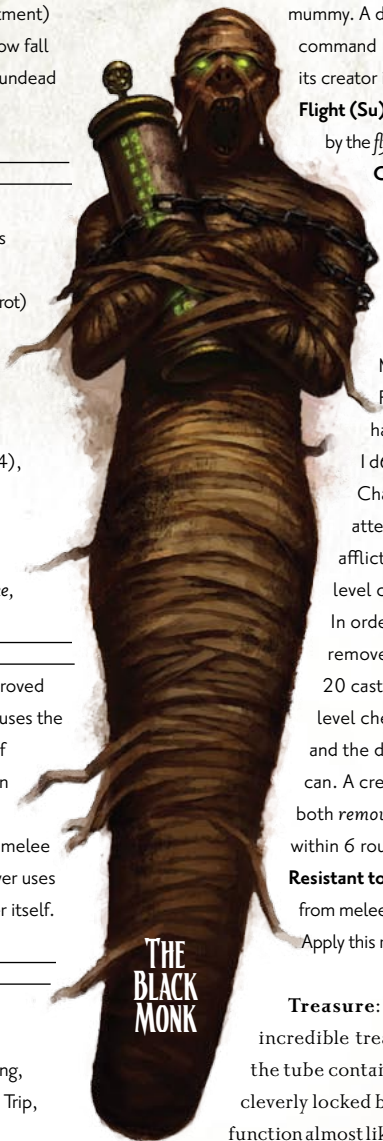 tment)
ow fall
undead
s
rot)
4),
e,
roved
uses the
f
n
melee
er uses
r itself.
ng,
Trip,
THE
BLACK
MONK
mummy. A d
command
its creator
Flight (Su)
by the fl
C
M
F
ha
1d6
Cha
atte
afflict
level c
In orde
remove
20 cast
level che
and the d
can. A cre
both remov
within 6 rou
Resistant to
from melee
Apply this m
Treasure:
incredible trea
the tube contai
cleverly locked b
function almost lik